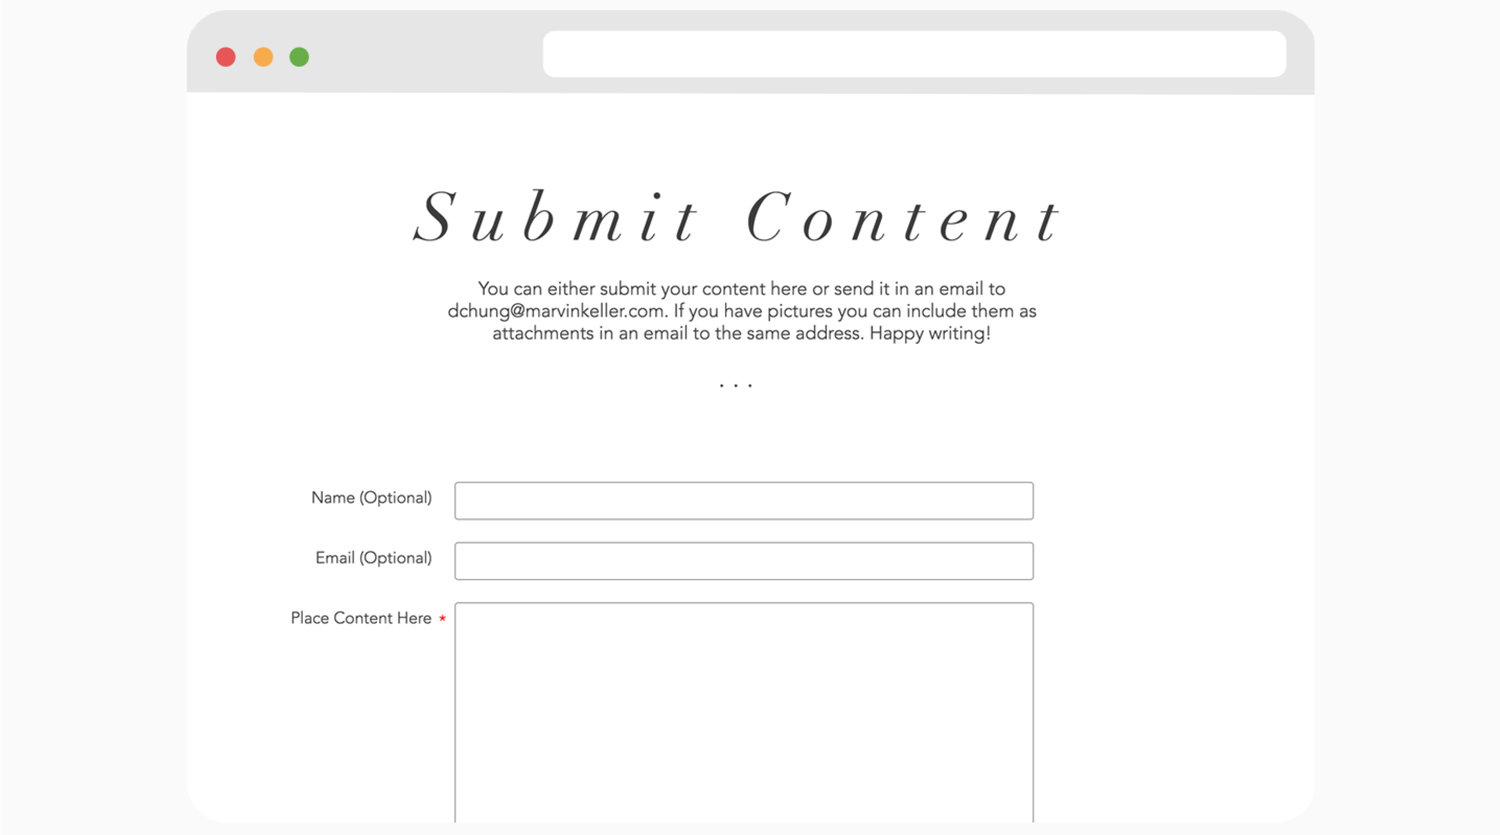 Submit Content
You can either submit your content here or send it in an email to
dchung@marvinkeller.com. If you have pictures you can include them as
attachments in an email to the same address. Happy writing!
. . .
Name (Optional)
Email (Optional)
Place Content Here *